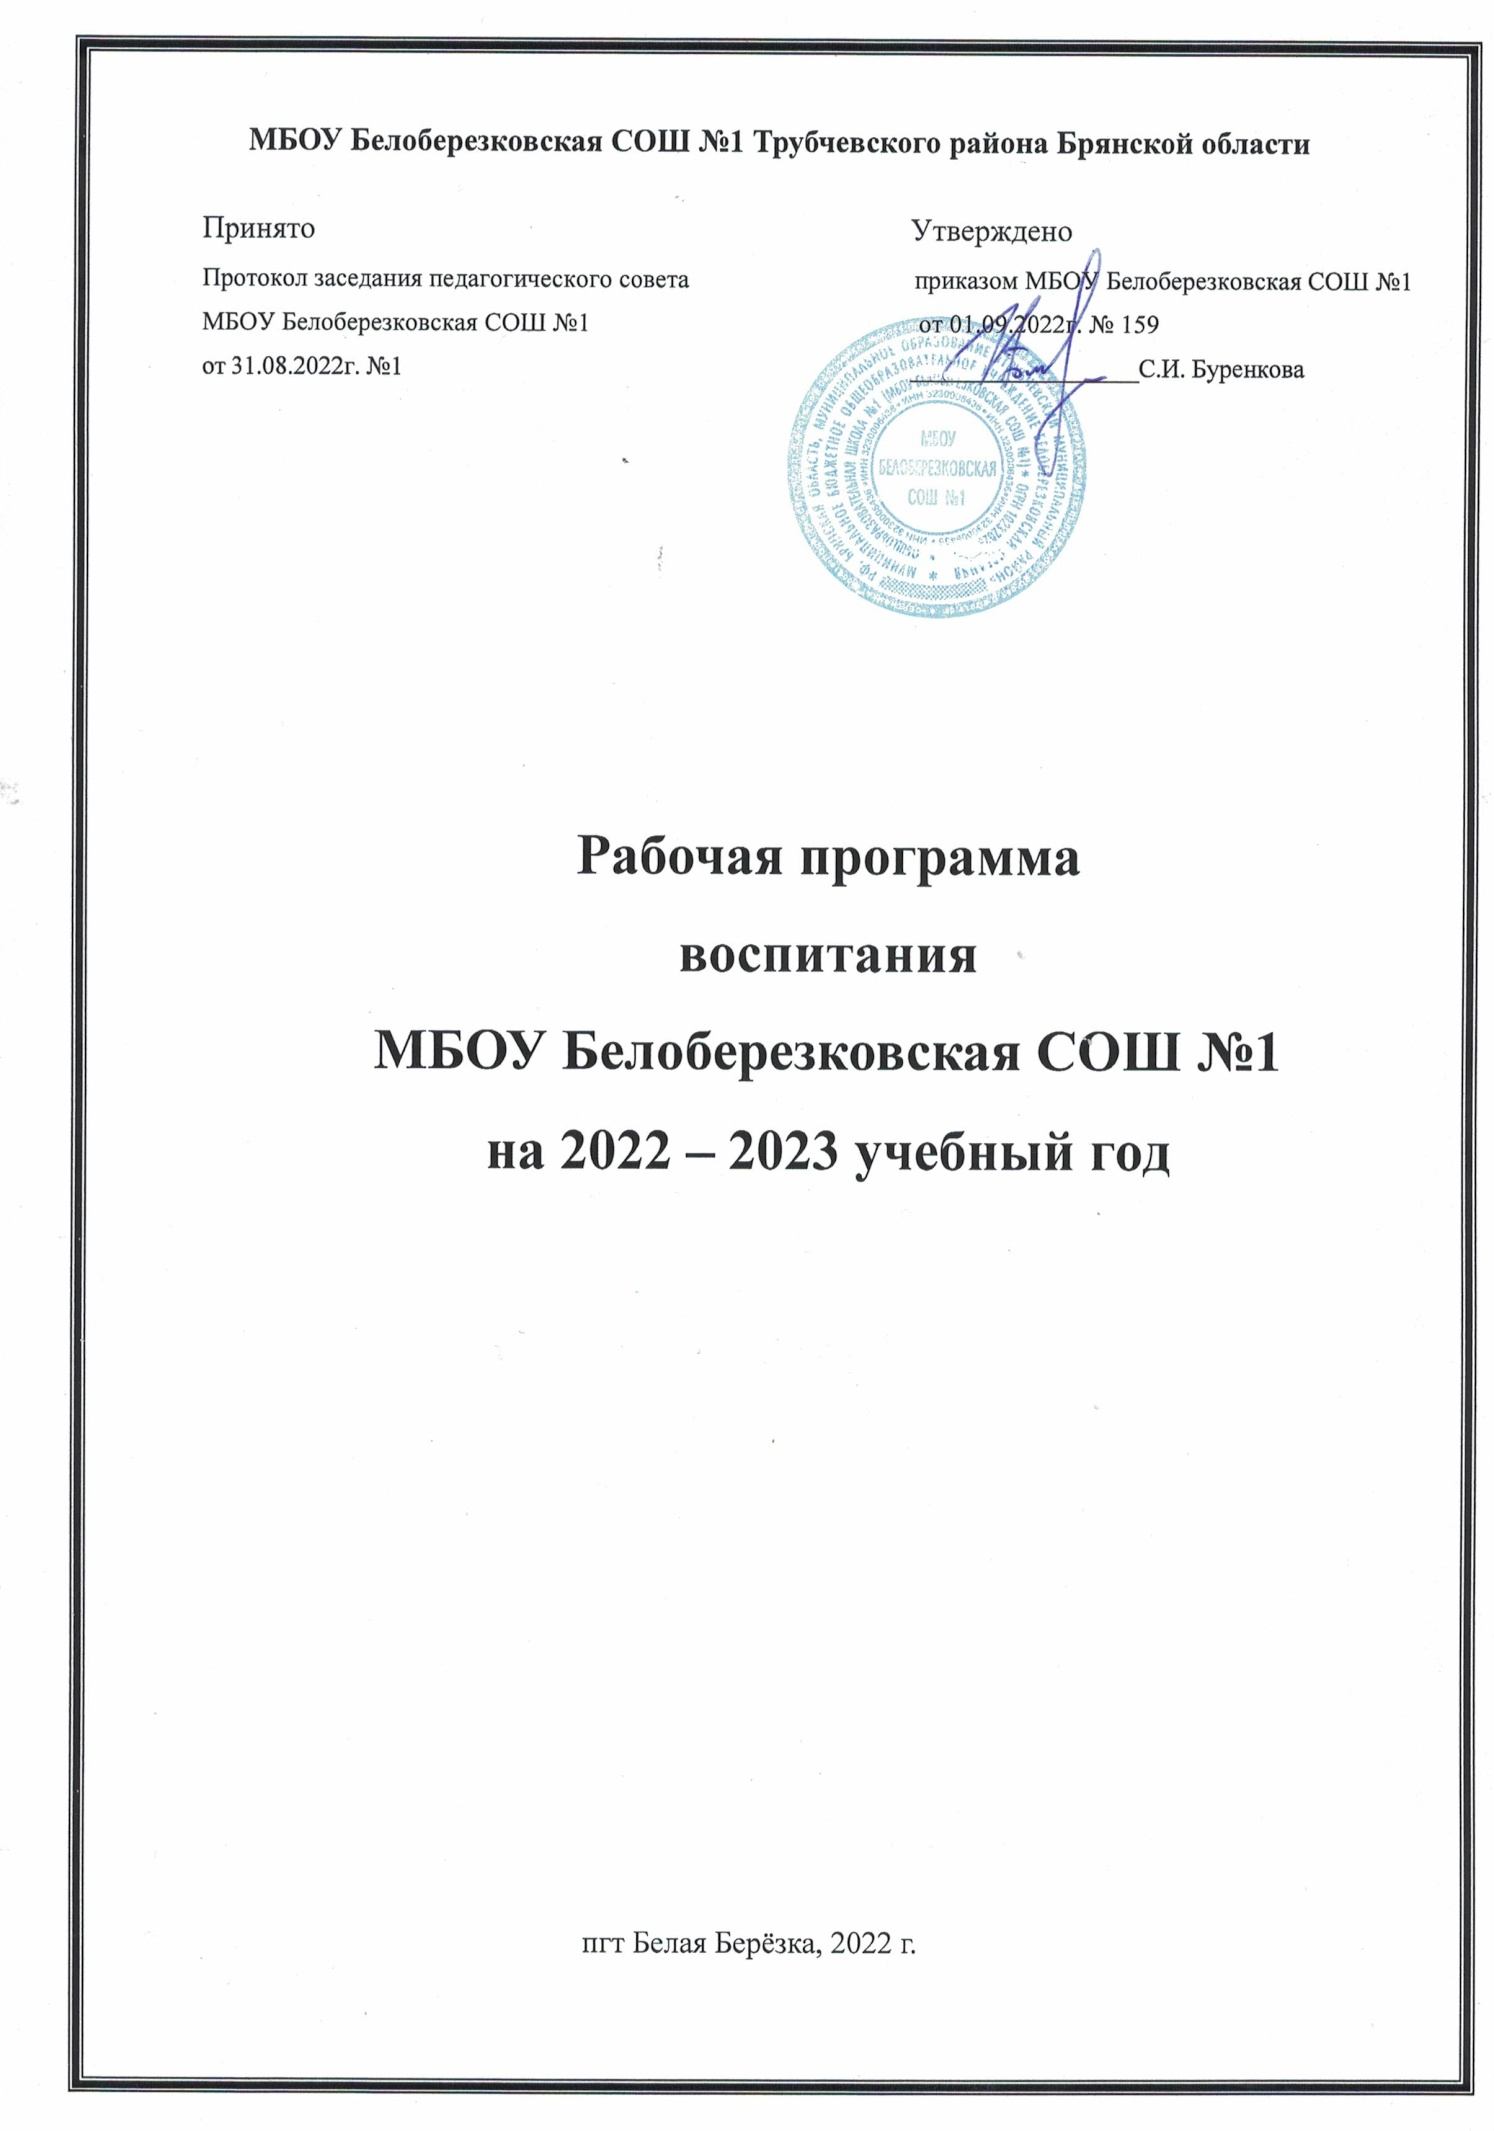 МБОУ Белоберезковская СОШ №1 Трубчевского района Брянской области
Принято
Протокол заседания педагогического совета
МБОУ Белоберезковская СОШ №1
от 31.08.2022г. №1
Утверждено
приказом МБОУ Белоберезковская СОШ №1
от 01.09.2022г. № 159
С.И. Буренкова
МБОУ
БЕЛОБЕРЕЗКОВСКАЯ
СОШ №1
Рабочая программа
воспитания
МБОУ Белоберезковская СОШ №1
на 2022 – 2023 учебный год
пгт Белая Берёзка, 2022 г.